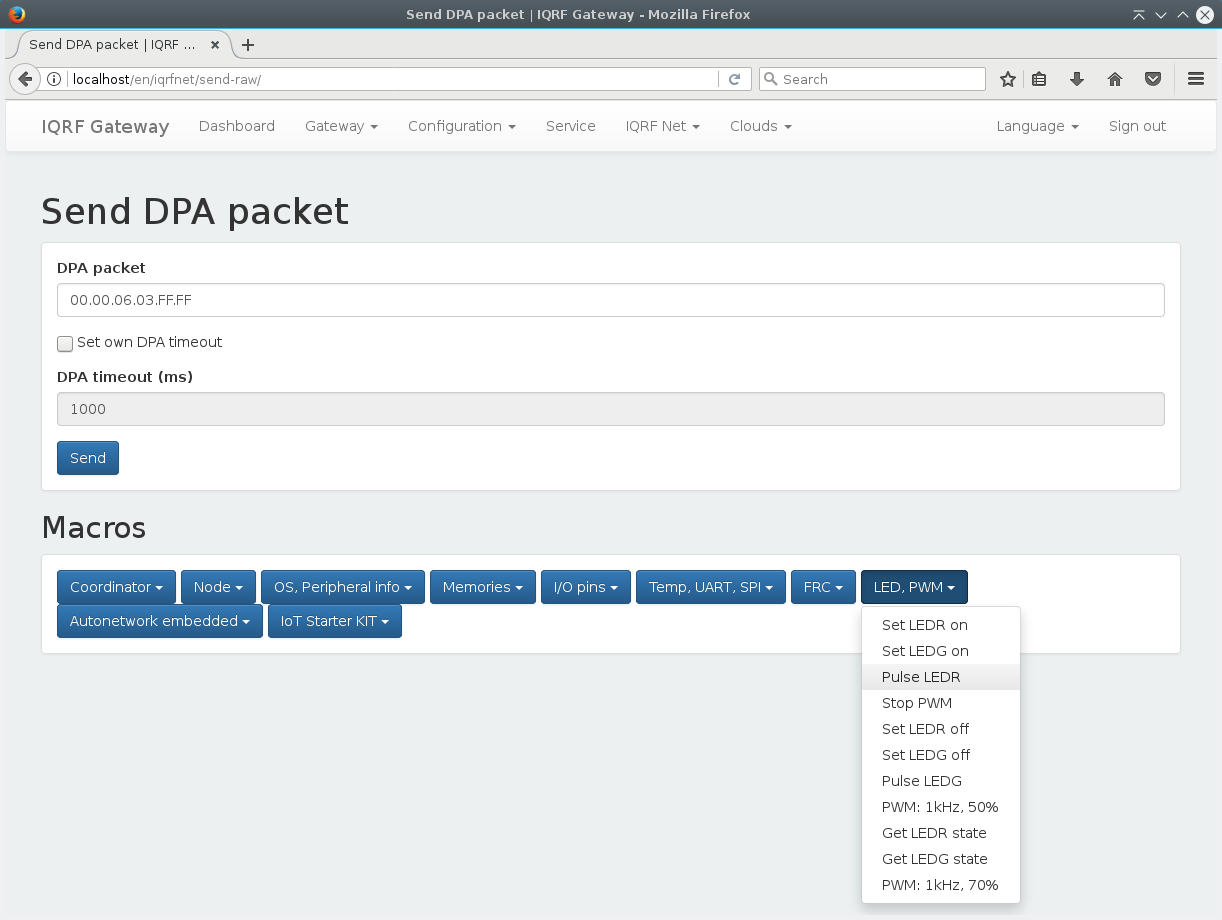 Send DPA packet | IQRF Gateway - Mozilla Firefox
Send DPA packet | IQRF ...
localhost/en/iqrfnet/send-raw/
Search
IQRF Gateway Dashboard Gateway Configuration Service IQRF Net Clouds Language Sign out
Send DPA packet
DPA packet
00.00.06.03.FF.FF
Set own DPA timeout
DPA timeout (ms)
1000
Send
Macros
Coordinator Node OS, Peripheral info Memories I/O pins Temp, UART, SPI FRC LED, PWM
Autonetwork embedded IoT Starter KIT
Set LEDR on
Set LEDG on
Pulse LEDR
Stop PWM
Set LEDR off
Set LEDG off
Pulse LEDG
PWM: 1kHz, 50%
Get LEDR state
Get LEDG state
PWM: 1kHz, 70%